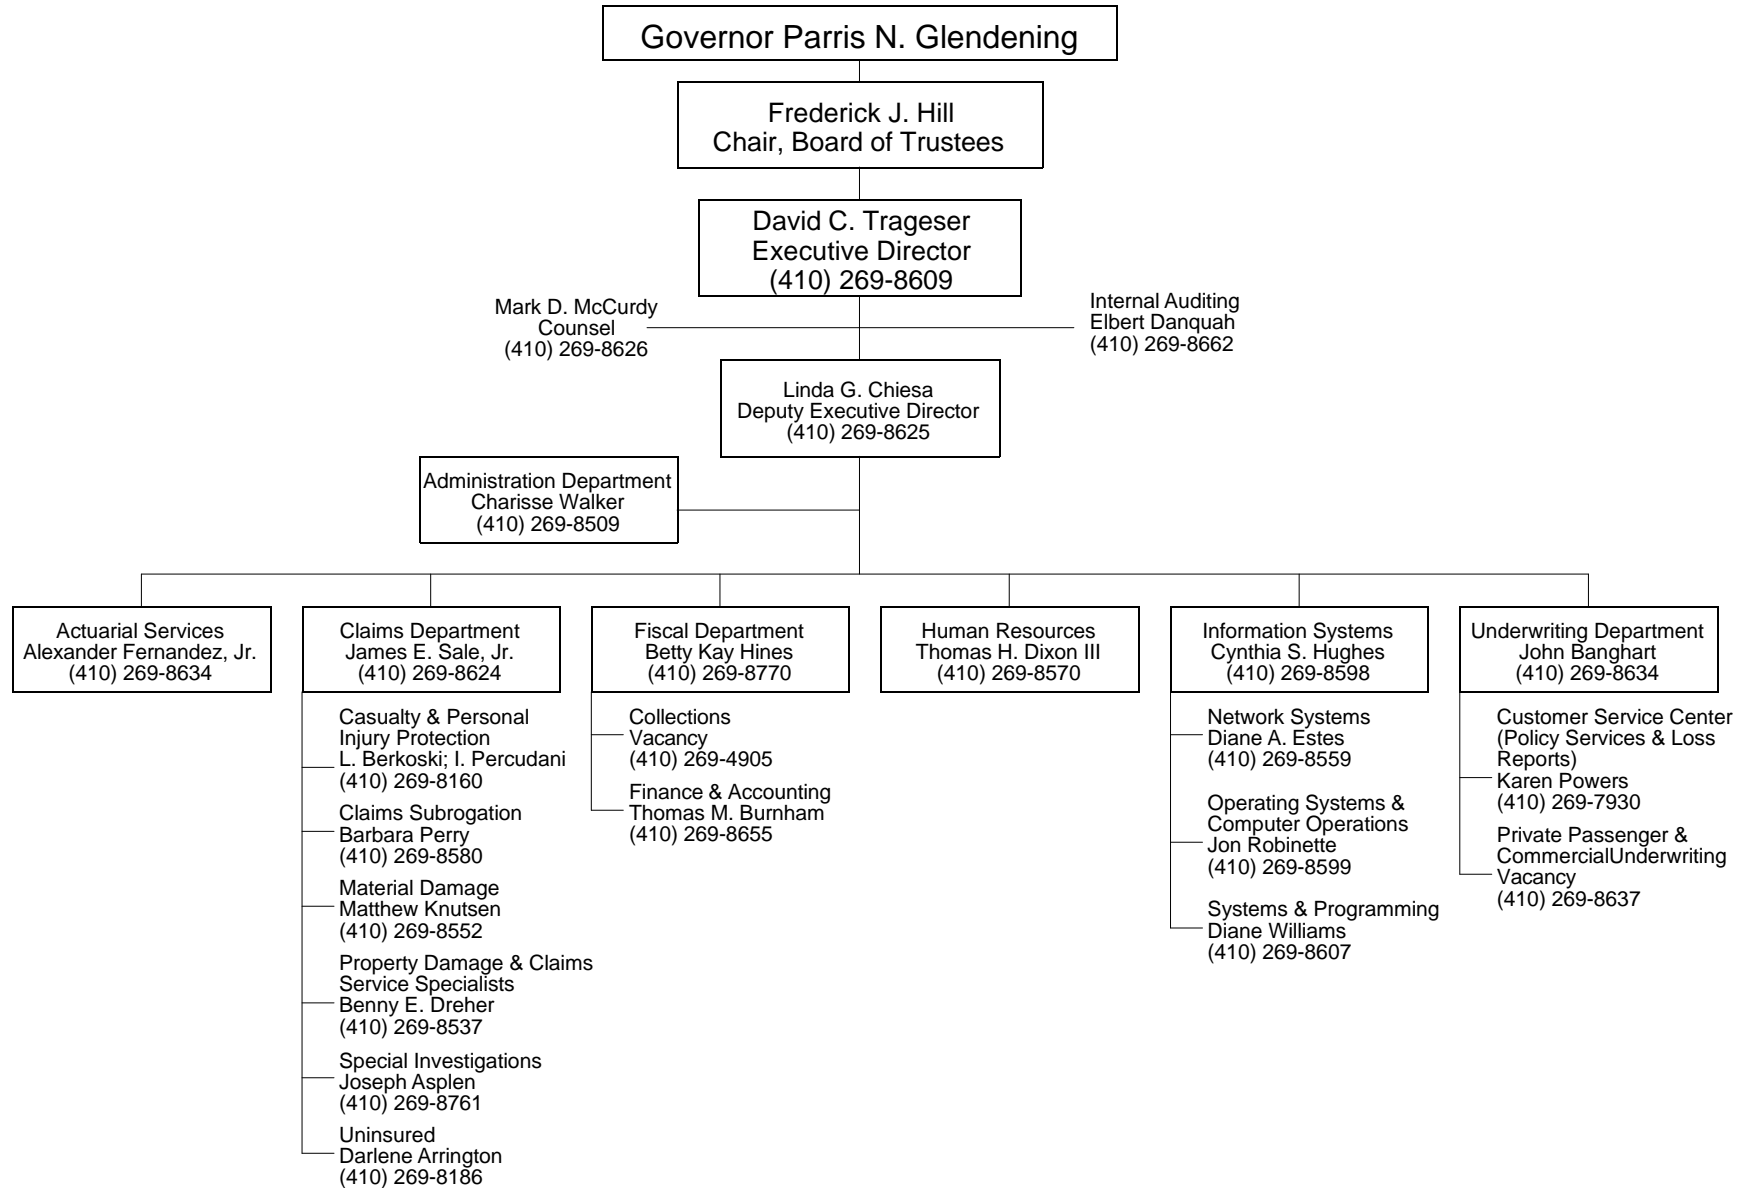 Governor Parris N. Glendening
Frederick J. Hill
Chair, Board of Trustees
David C. Trageser
Executive Director
(410) 269-8609
Mark D. McCurdy
Counsel
(410) 269-8626
Internal Auditing
Elbert Danquah
(410) 269-8662
Linda G. Chiesa
Deputy Executive Director
(410) 269-8625
Administration Department
Charisse Walker
(410) 269-8509
Actuarial Services
Alexander Fernandez, Jr.
(410) 269-8634
Claims Department
James E. Sale, Jr.
(410) 269-8624
Casualty & Personal
Injury Protection
L. Berkoski; I. Percudani
(410) 269-8160
Claims Subrogation
Barbara Perry
(410) 269-8580
Material Damage
Matthew Knutsen
(410) 269-8552
Property Damage & Claims
Service Specialists
Benny E. Dreher
(410) 269-8537
Special Investigations
Joseph Asplen
(410) 269-8761
Uninsured
Darlene Arrington
(410) 269-8186
Fiscal Department
Betty Kay Hines
(410) 269-8770
Collections
Vacancy
(410) 269-4905
Finance & Accounting
Thomas M. Burnham
(410) 269-8655
Human Resources
Thomas H. Dixon III
(410) 269-8570
Information Systems
Cynthia S. Hughes
(410) 269-8598
Network Systems
Diane A. Estes
(410) 269-8559
Operating Systems &
Computer Operations
Jon Robinette
(410) 269-8599
Systems & Programming
Diane Williams
(410) 269-8607
Underwriting Department
John Banghart
(410) 269-8634
Customer Service Center
(Policy Services & Loss
Reports)
Karen Powers
(410) 269-7930
Private Passenger &
CommercialUnderwriting
Vacancy
(410) 269-8637